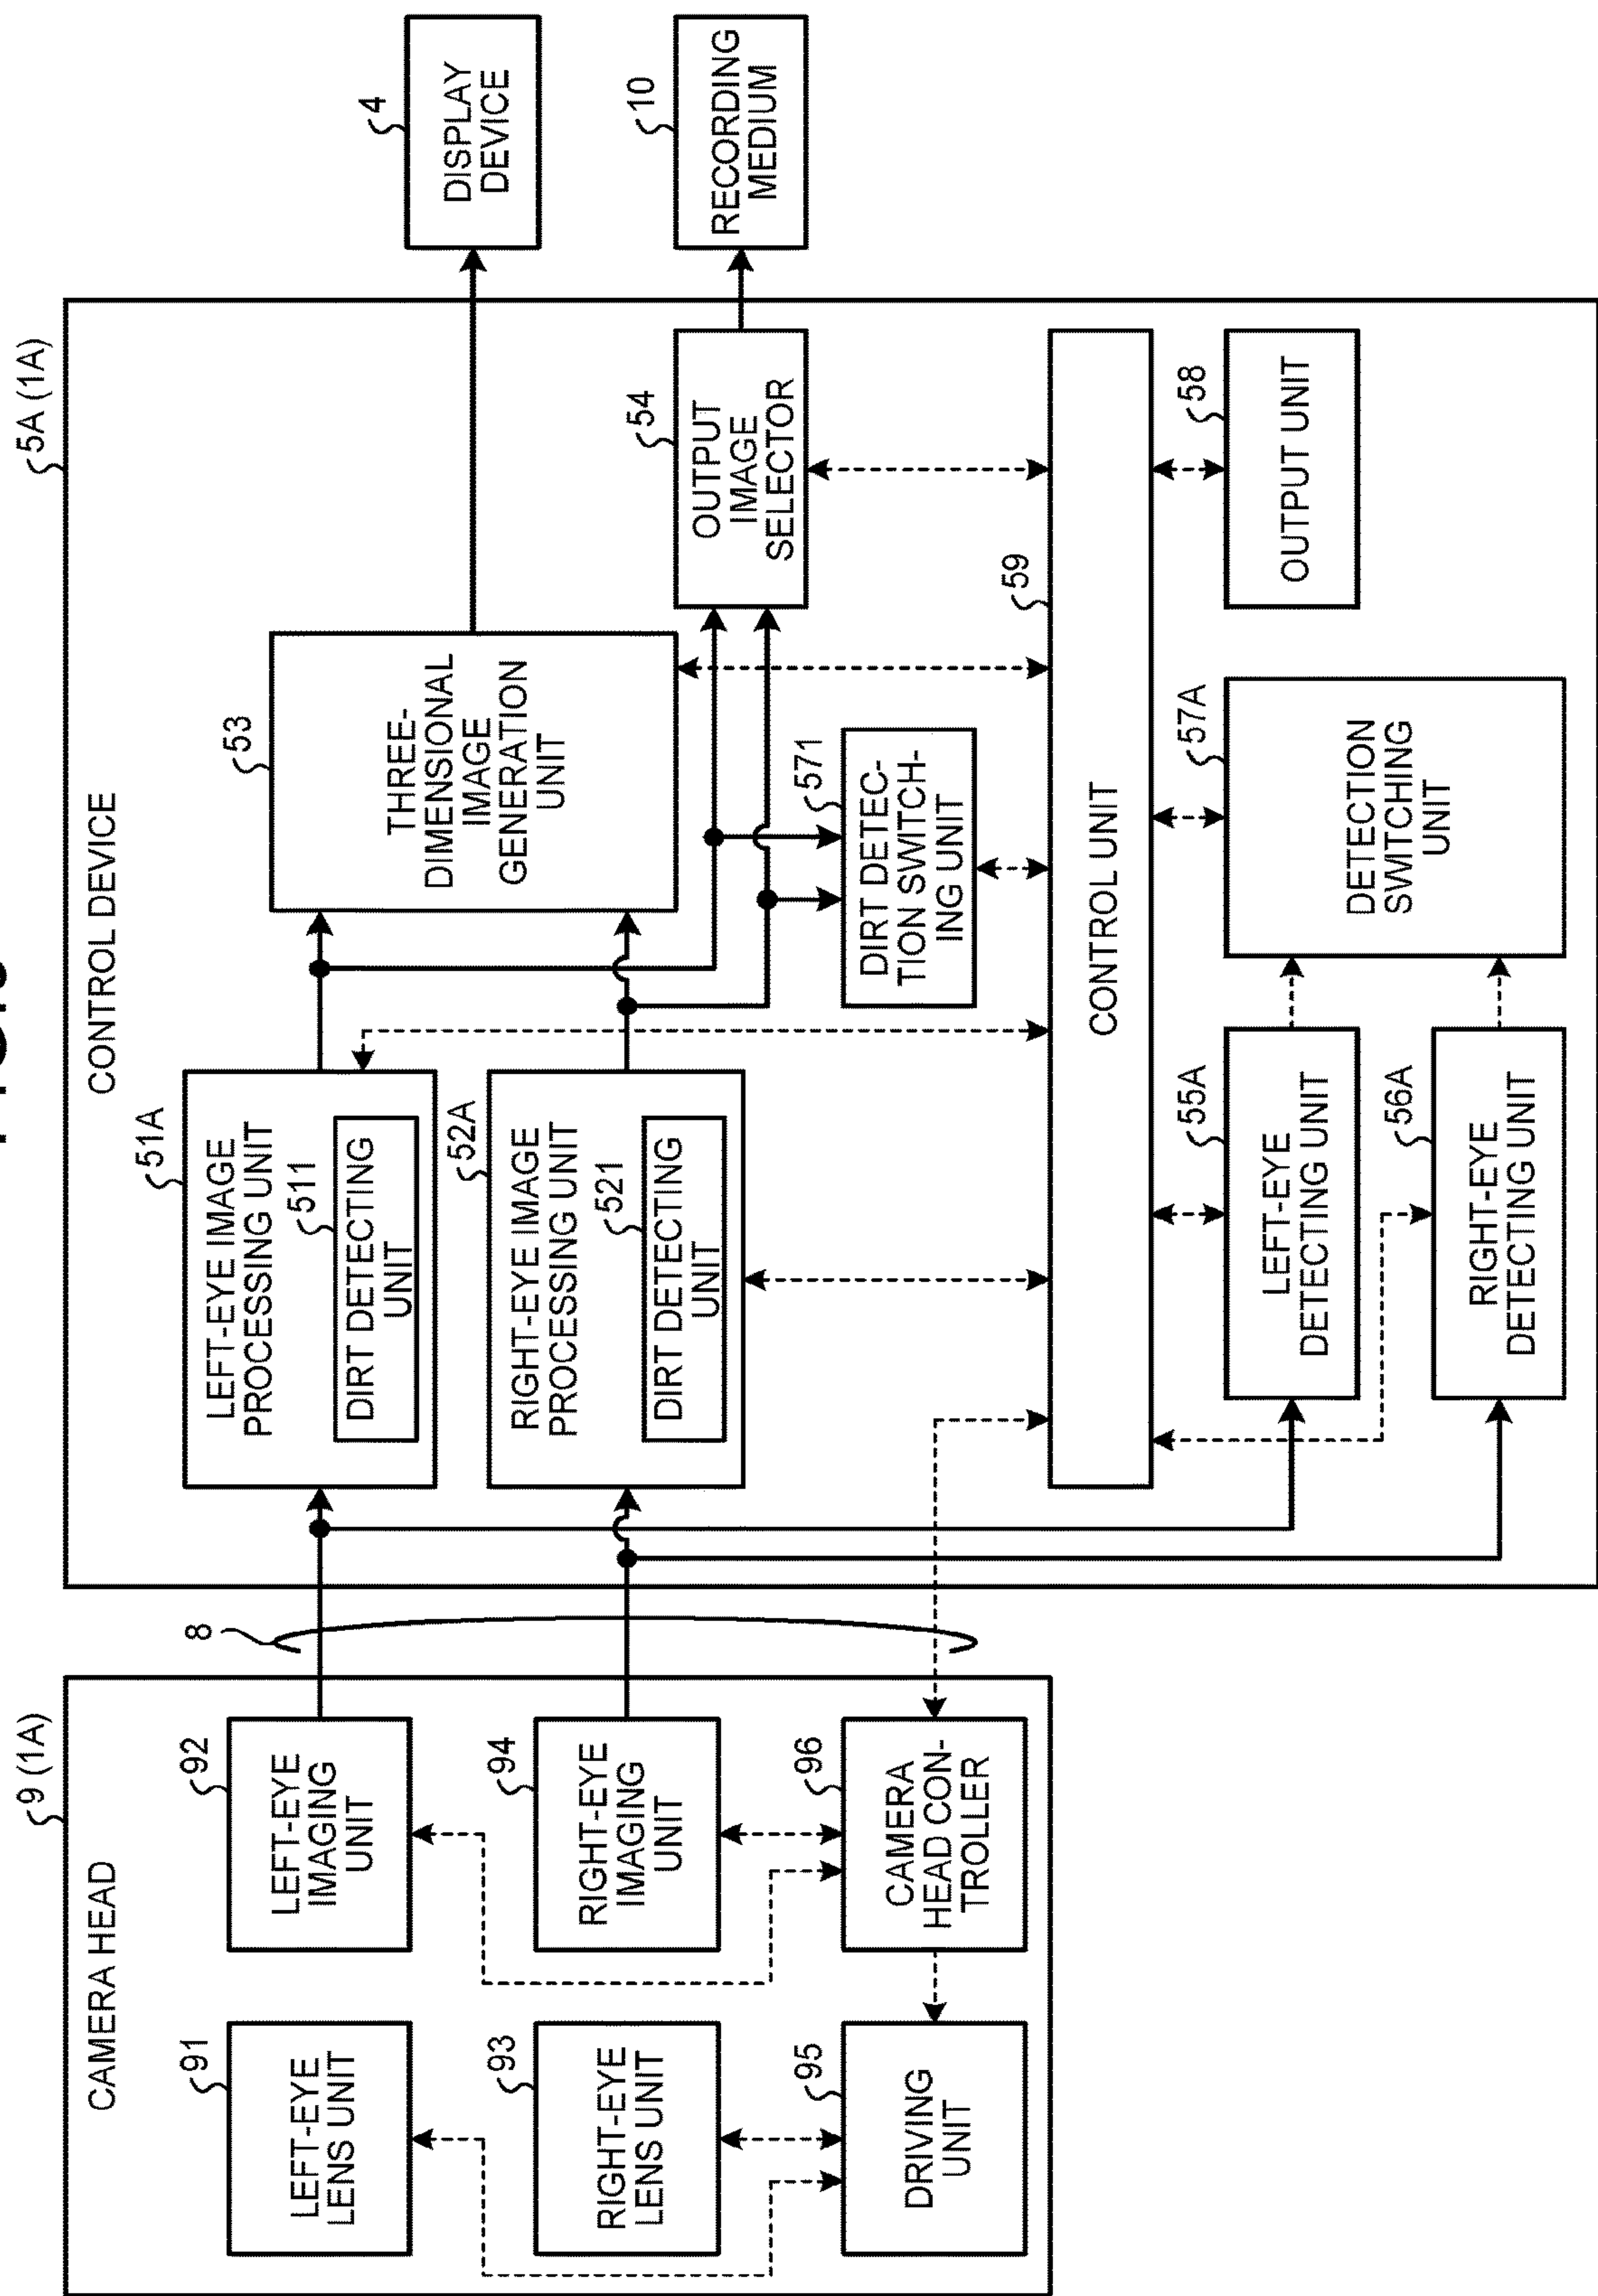 9 (1A)
CAMERA HEAD
91
LEFT-EYE
LENS UNIT
92
LEFT-EYE
IMAGING
UNIT
93
RIGHT-EYE
LENS UNIT
94
RIGHT-EYE
IMAGING
UNIT
95
DRIVING
UNIT
96
CAMERA
HEAD CON-
TROLLER
8
5A (1A)
CONTROL DEVICE
51A
LEFT-EYE IMAGE
PROCESSING UNIT
511
DIRT DETECTING
UNIT
52A
RIGHT-EYE IMAGE
PROCESSING UNIT
521
DIRT DETECTING
UNIT
53
THREE-
DIMENSIONAL
IMAGE
GENERATION
UNIT
54
OUTPUT
IMAGE
SELECTOR
571
DIRT DETEC-
TION SWITCH-
ING UNIT
59
CONTROL UNIT
55A
LEFT-EYE
DETECTING UNIT
56A
RIGHT-EYE
DETECTING UNIT
57A
DETECTION
SWITCHING
UNIT
58
OUTPUT UNIT
4
DISPLAY
DEVICE
10
RECORDING
MEDIUM